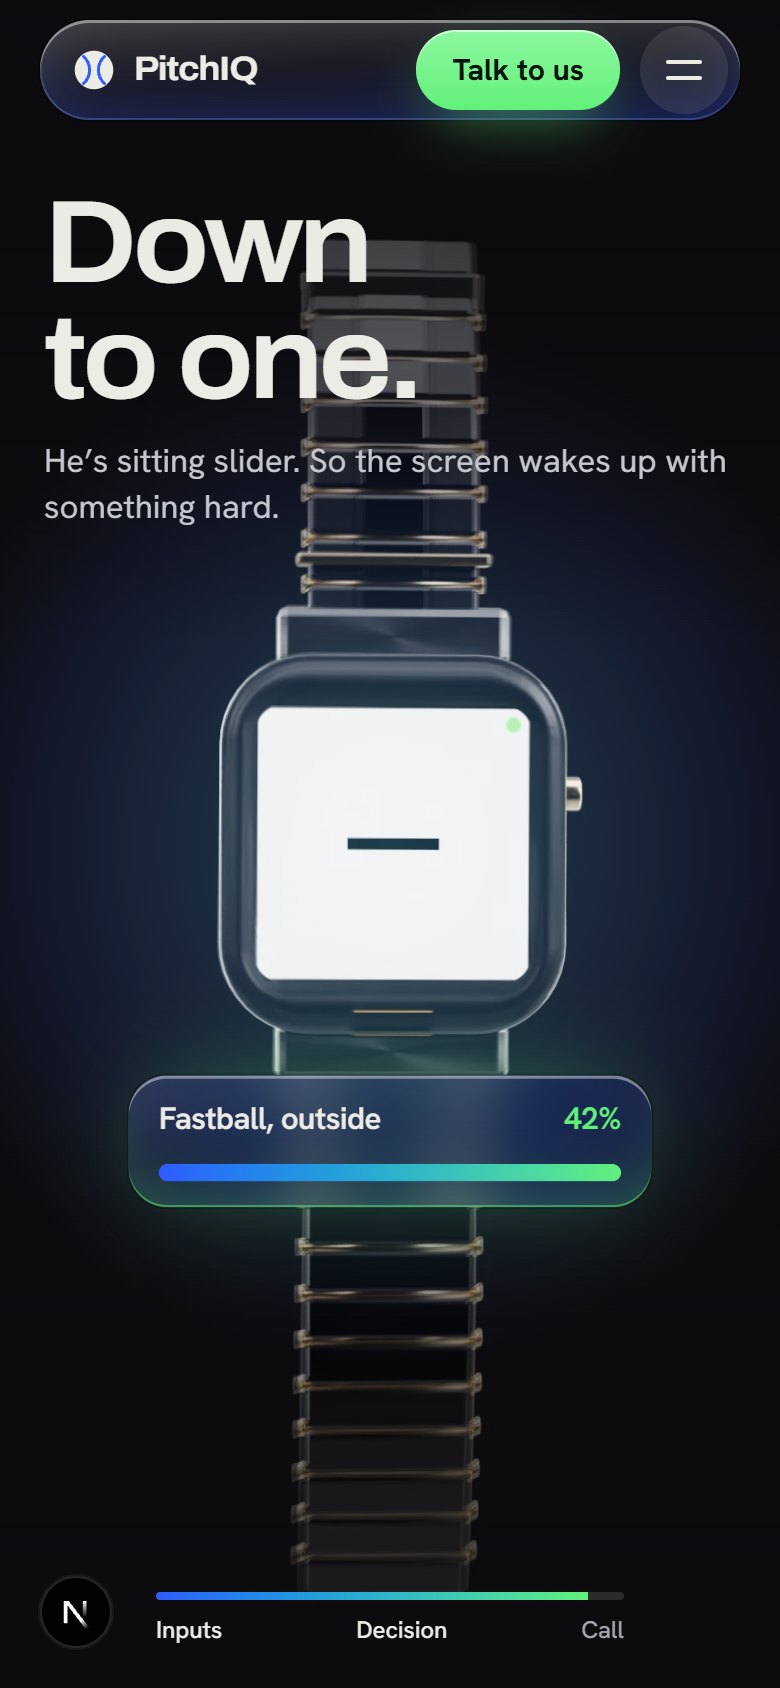 PitchIQ
Talk to us
Down
to one.
He’s sitting slider. So the screen wakes up with
something hard.
—
Fastball, outside
42%
N
Inputs
Decision
Call